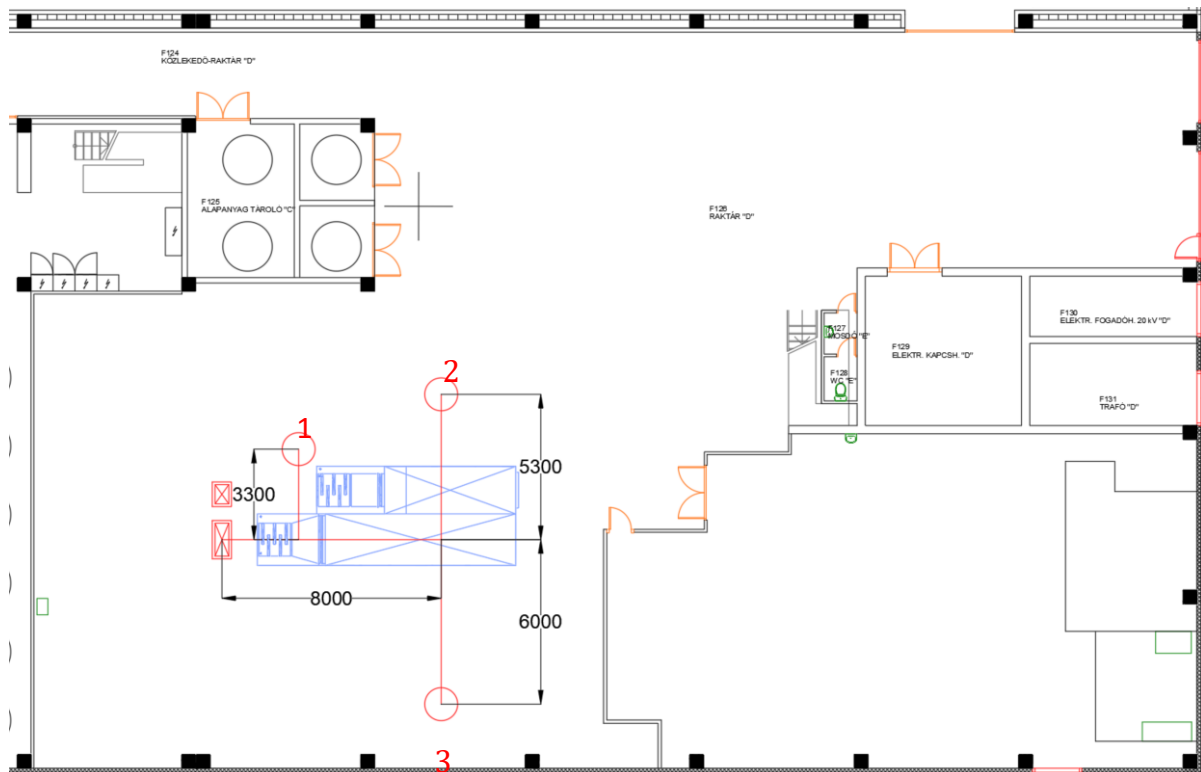 F124
KÖZLEKEDŐ-RAKTÁR "D"
F125
ALAPANYAG TÁROLÓ "C"
F126
RAKTÁR "D"
F127
MOSDÓ "E"
F128
WC "E"
F129
ELEKTR. KAPCSH. "D"
F130
ELEKTR. FOGADÓH. 20 kV "D"
F131
TRAFÓ "D"
2
1
5300
3300
8000
6000
3